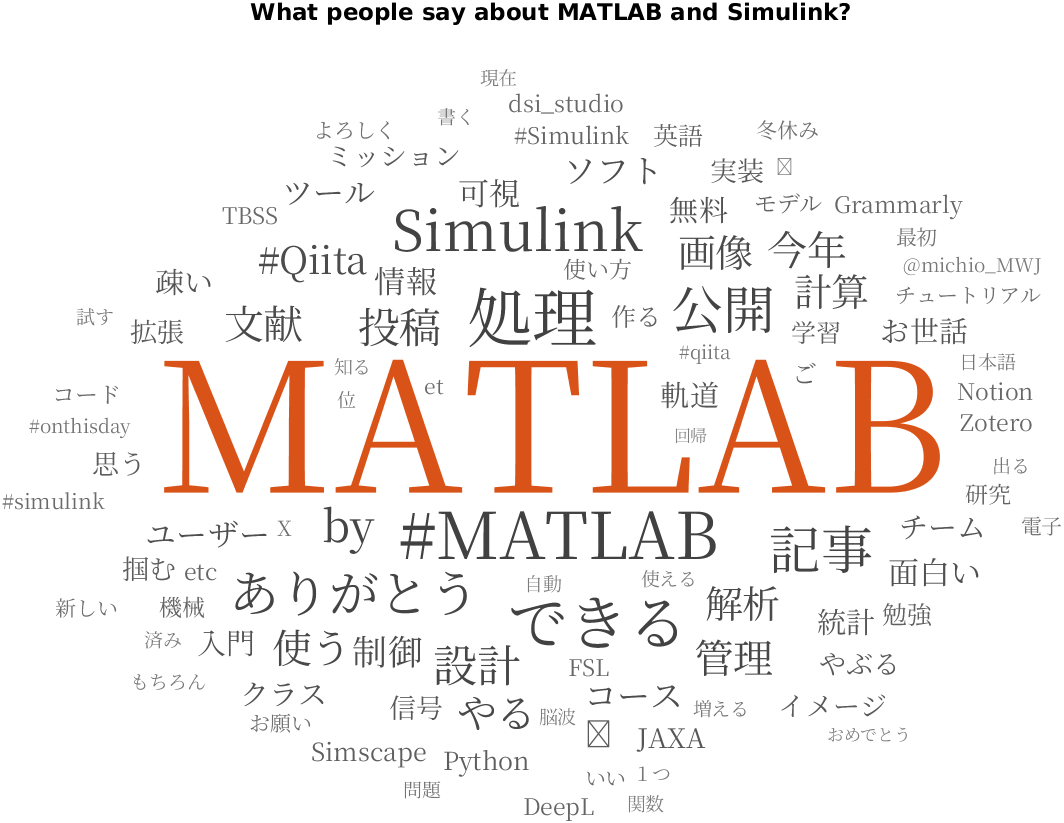 What people say about MATLAB and Simulink?
現在
dsi_studio
書く
よろしく
#Simulink
英語
冬休み
ミッション
ソフト
実装
ツール
可視
TBSS
Simulink
無料
モデル
Grammarly
#Qiita
画像
今年
最初
疎い
情報
使い方
@michio_MWJ
計算
チュートリアル
試す
拡張
文献
投稿
処理
作る
公開
学習
お世話
MATLAB
知る
位
et
#qiita
軌道
ご
回帰
日本語
コード
Notion
#onthisday
Zotero
思う
出る
#simulink
研究
ユーザー
X
by
#MATLAB
記事
チーム
電子
掴む
etc
ありがとう
自動
使える
面白い
新しい
機械
できる
解析
統計
勉強
済み
入門
使う
制御
設計
FSL
管理
やぶる
もちろん
クラス
お願い
信号
やる
脳波
コース
増える
イメージ
おめでとう
Simscape
Python
JAXA
問題
いい
１つ
DeepL
関数